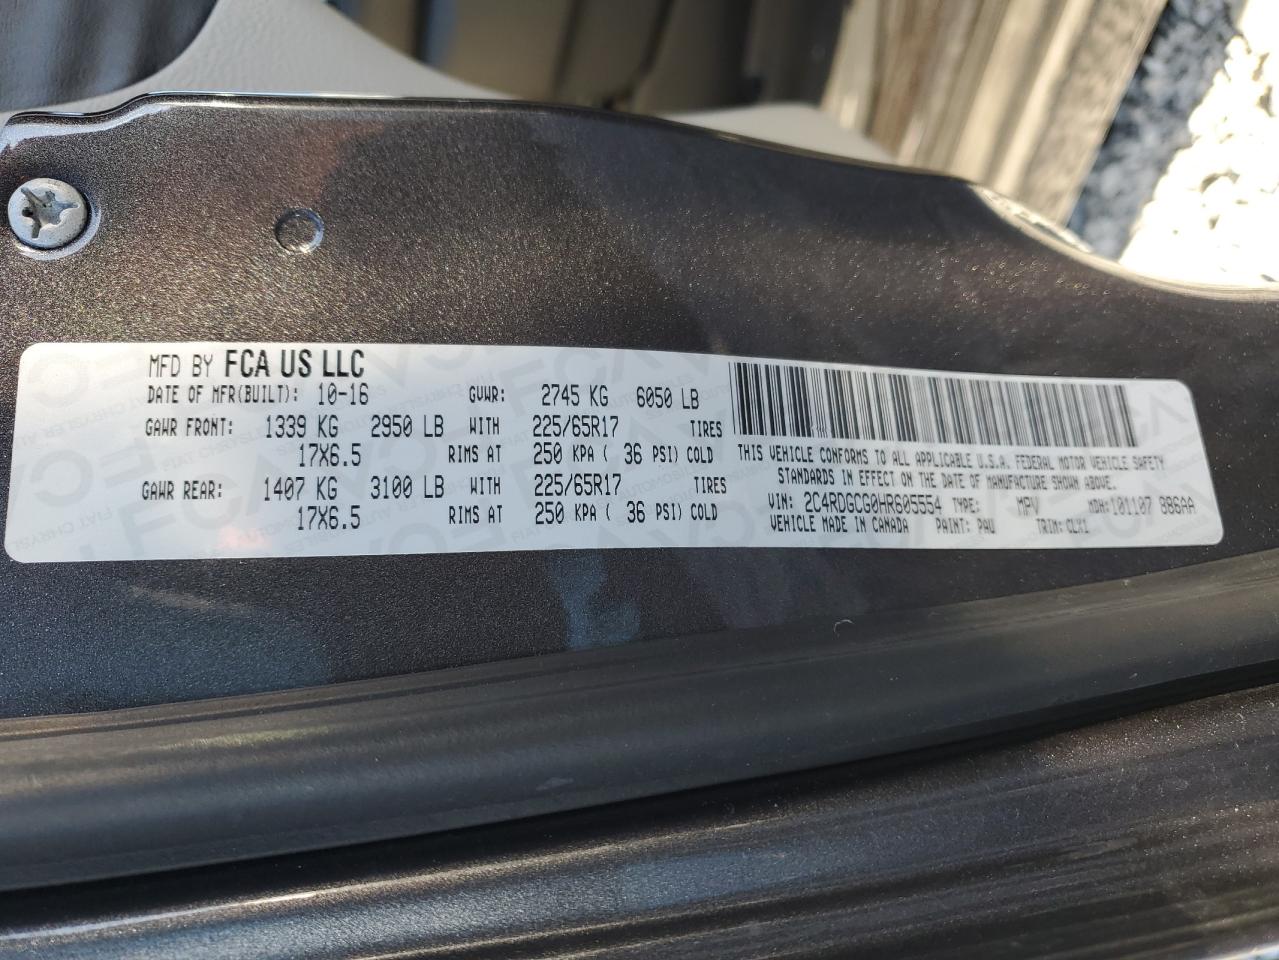 MFD BY FCA US LLC
DATE OF MFR(BUILT): 10-16 GVWR: 2745 KG 6050 LB
GAWR FRONT: 1339 KG 2950 LB WITH 225/65R17 TIRES
17X6.5 RIMS AT 250 KPA ( 36 PSI) COLD
GAWR REAR: 1407 KG 3100 LB WITH 225/65R17 TIRES
17X6.5 RIMS AT 250 KPA ( 36 PSI) COLD
THIS VEHICLE CONFORMS TO ALL APPLICABLE U.S.A. FEDERAL MOTOR VEHICLE SAFETY
STANDARDS IN EFFECT ON THE DATE OF MANUFACTURE SHOWN ABOVE.
VIN: 2C4RDGCG0HR605554 TYPE: MPV MDH:101107 886AA
VEHICLE MADE IN CANADA PAINT: PAU TRIM: CLX1